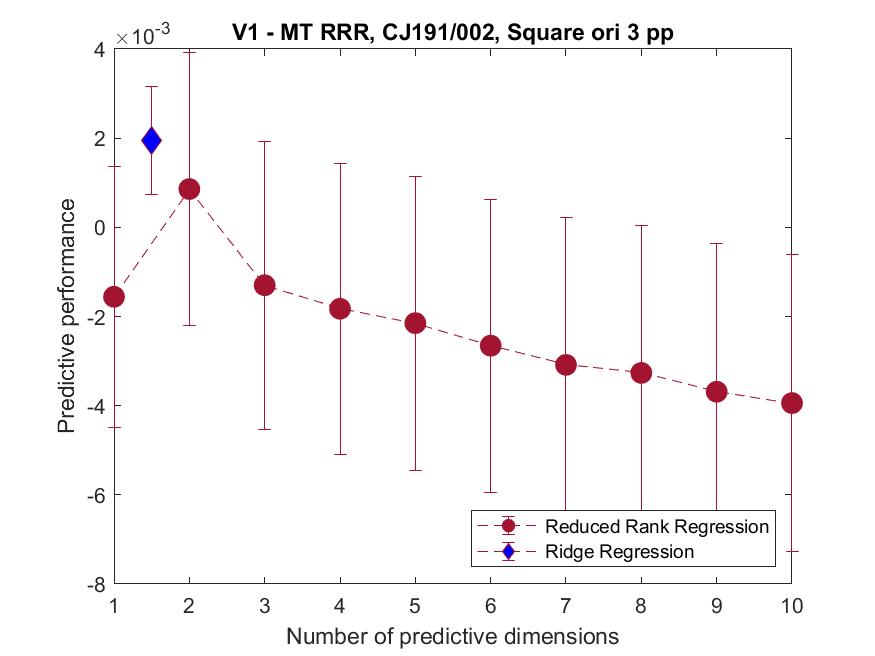 V1 - MT RRR, CJ191/002, Square ori 3 pp
×10⁻³
4
2
0
-2
-4
-6
-8
Predictive performance
Reduced Rank Regression
Ridge Regression
1 2 3 4 5 6 7 8 9 10
Number of predictive dimensions